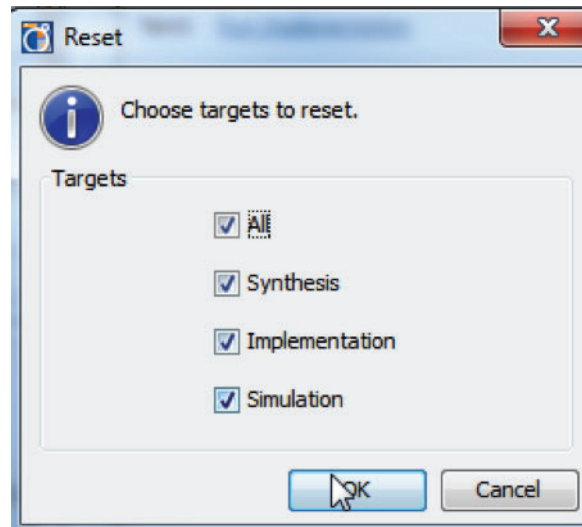 Reset
Choose targets to reset.
Targets
All
Synthesis
Implementation
Simulation
OK
Cancel